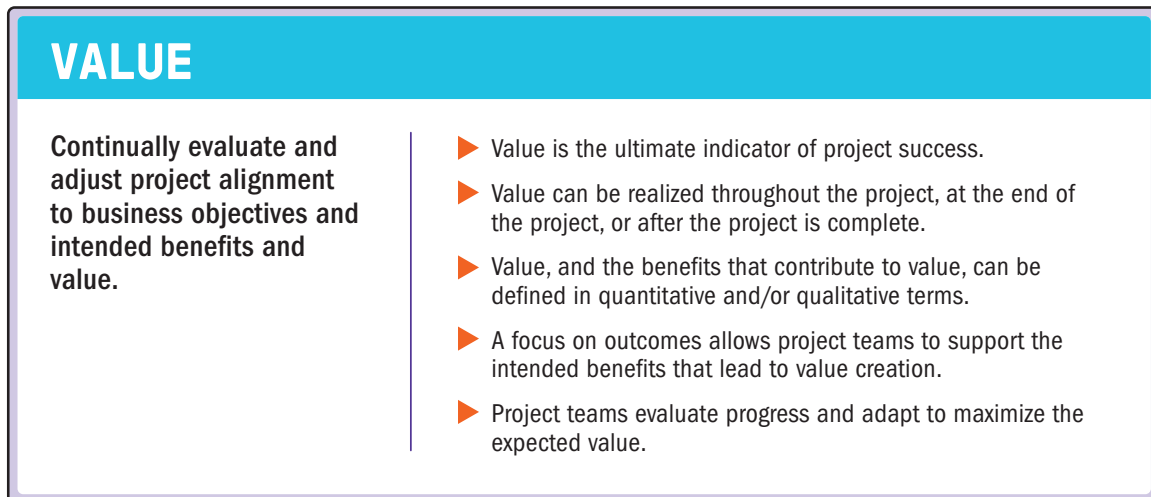 VALUE
Continually evaluate and
adjust project alignment
to business objectives and
intended benefits and
value.
Value is the ultimate indicator of project success.
Value can be realized throughout the project, at the end of
the project, or after the project is complete.
Value, and the benefits that contribute to value, can be
defined in quantitative and/or qualitative terms.
A focus on outcomes allows project teams to support the
intended benefits that lead to value creation.
Project teams evaluate progress and adapt to maximize the
expected value.